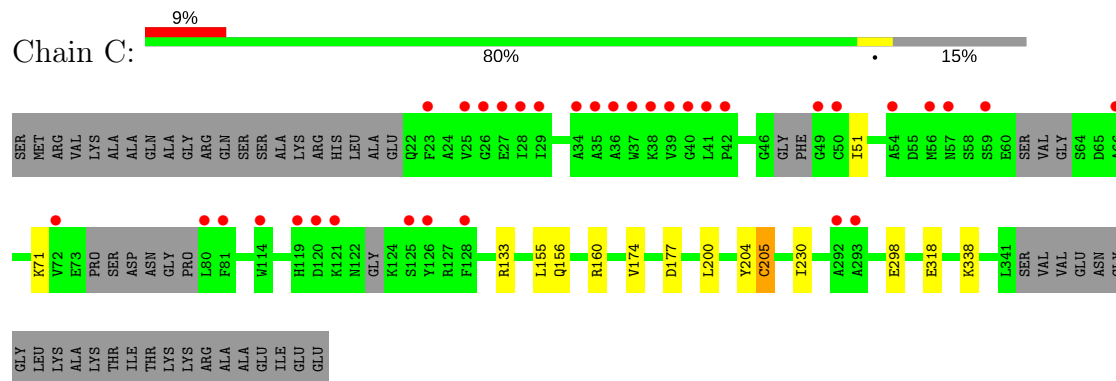 9%
Chain C:
80% • 15%
SER MET ARG VAL LYS ALA ALA GLN ALA GLY ARG GLN SER SER ALA LYS ARG HIS LEU ALA GLU Q22 F23 A24 V25 G26 E27 I28 I29 A34 A35 A36 W37 K38 V39 G40 L41 P42 G46 GLY PHE G49 C50 I51 A54 D55 M56 N57 S58 S59 E60 SER VAL GLY S64 D65
K71 V72 E73 PRO SER ASP ASN GLY PRO L80 F81 W114 H119 D120 K121 N122 GLY K124 S125 Y126 R127 F128 R133 L155 Q156 R160 V174 D177 L200 Y204 C205 I230 A292 A293 E298 E318 K338 L341 SER VAL VAL GLU ASN
GLY LEU LYS ALA LYS THR ILE THR LYS LYS ARG ALA ALA GLU ILE GLU GLU